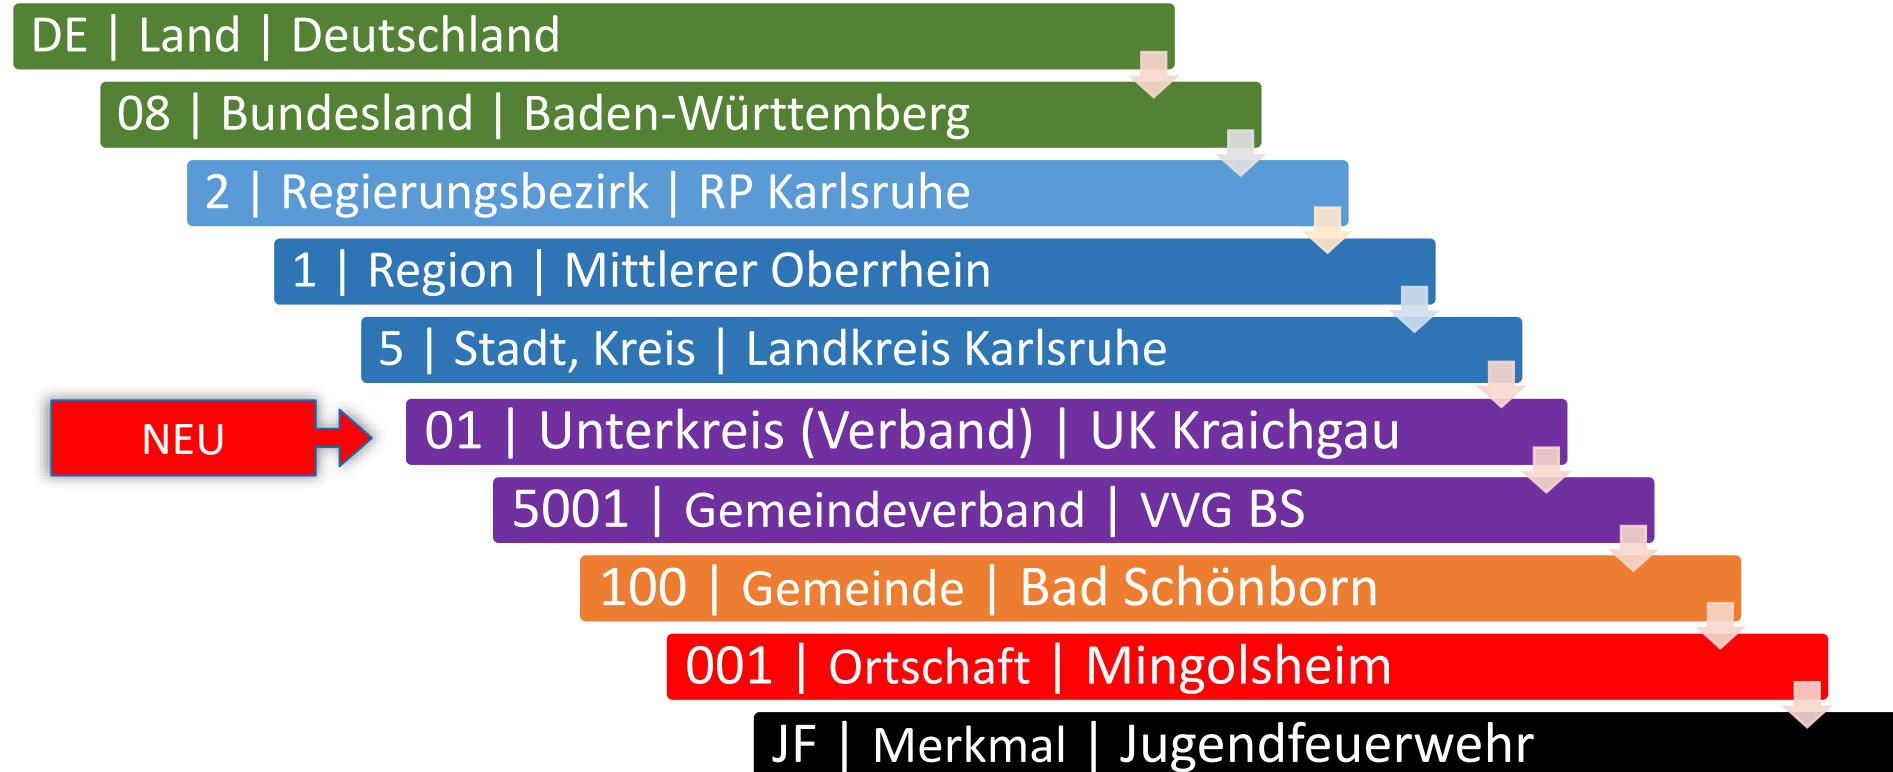 DE | Land | Deutschland
08 | Bundesland | Baden-Württemberg
2 | Regierungsbezirk | RP Karlsruhe
1 | Region | Mittlerer Oberrhein
5 | Stadt, Kreis | Landkreis Karlsruhe
NEU
01 | Unterkreis (Verband) | UK Kraichgau
5001 | Gemeindeverband | VVG BS
100 | Gemeinde | Bad Schönborn
001 | Ortschaft | Mingolsheim
JF | Merkmal | Jugendfeuerwehr